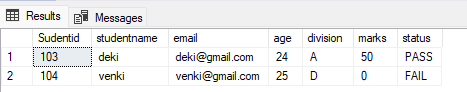 Results Messages
Sudentid studentname email age division marks status
1 103 deki deki@gmail.com 24 A 50 PASS
2 104 venki venki@gmail.com 25 D 0 FAIL